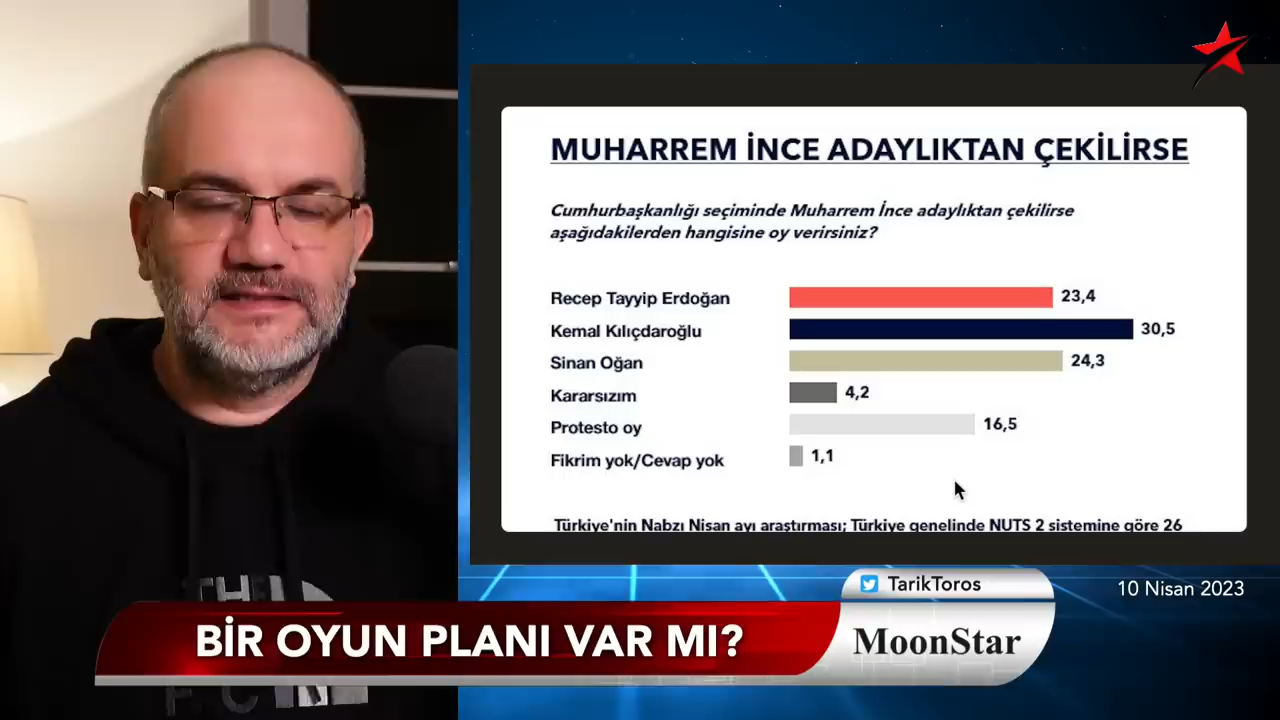 MUHARREM İNCE ADAYLIKTAN ÇEKİLİRSE
Cumhurbaşkanlığı seçiminde Muharrem İnce adaylıktan çekilirse
aşağıdakilerden hangisine oy verirsiniz?
Recep Tayyip Erdoğan 23,4
Kemal Kılıçdaroğlu 30,5
Sinan Oğan 24,3
Kararsızım 4,2
Protesto oy 16,5
Fikrim yok/Cevap yok 1,1
Türkiye'nin Nabzı Nisan ayı araştırması; Türkiye genelinde NUTS 2 sistemine göre 26
TarikToros
10 Nisan 2023
BİR OYUN PLANI VAR MI?
MoonStar